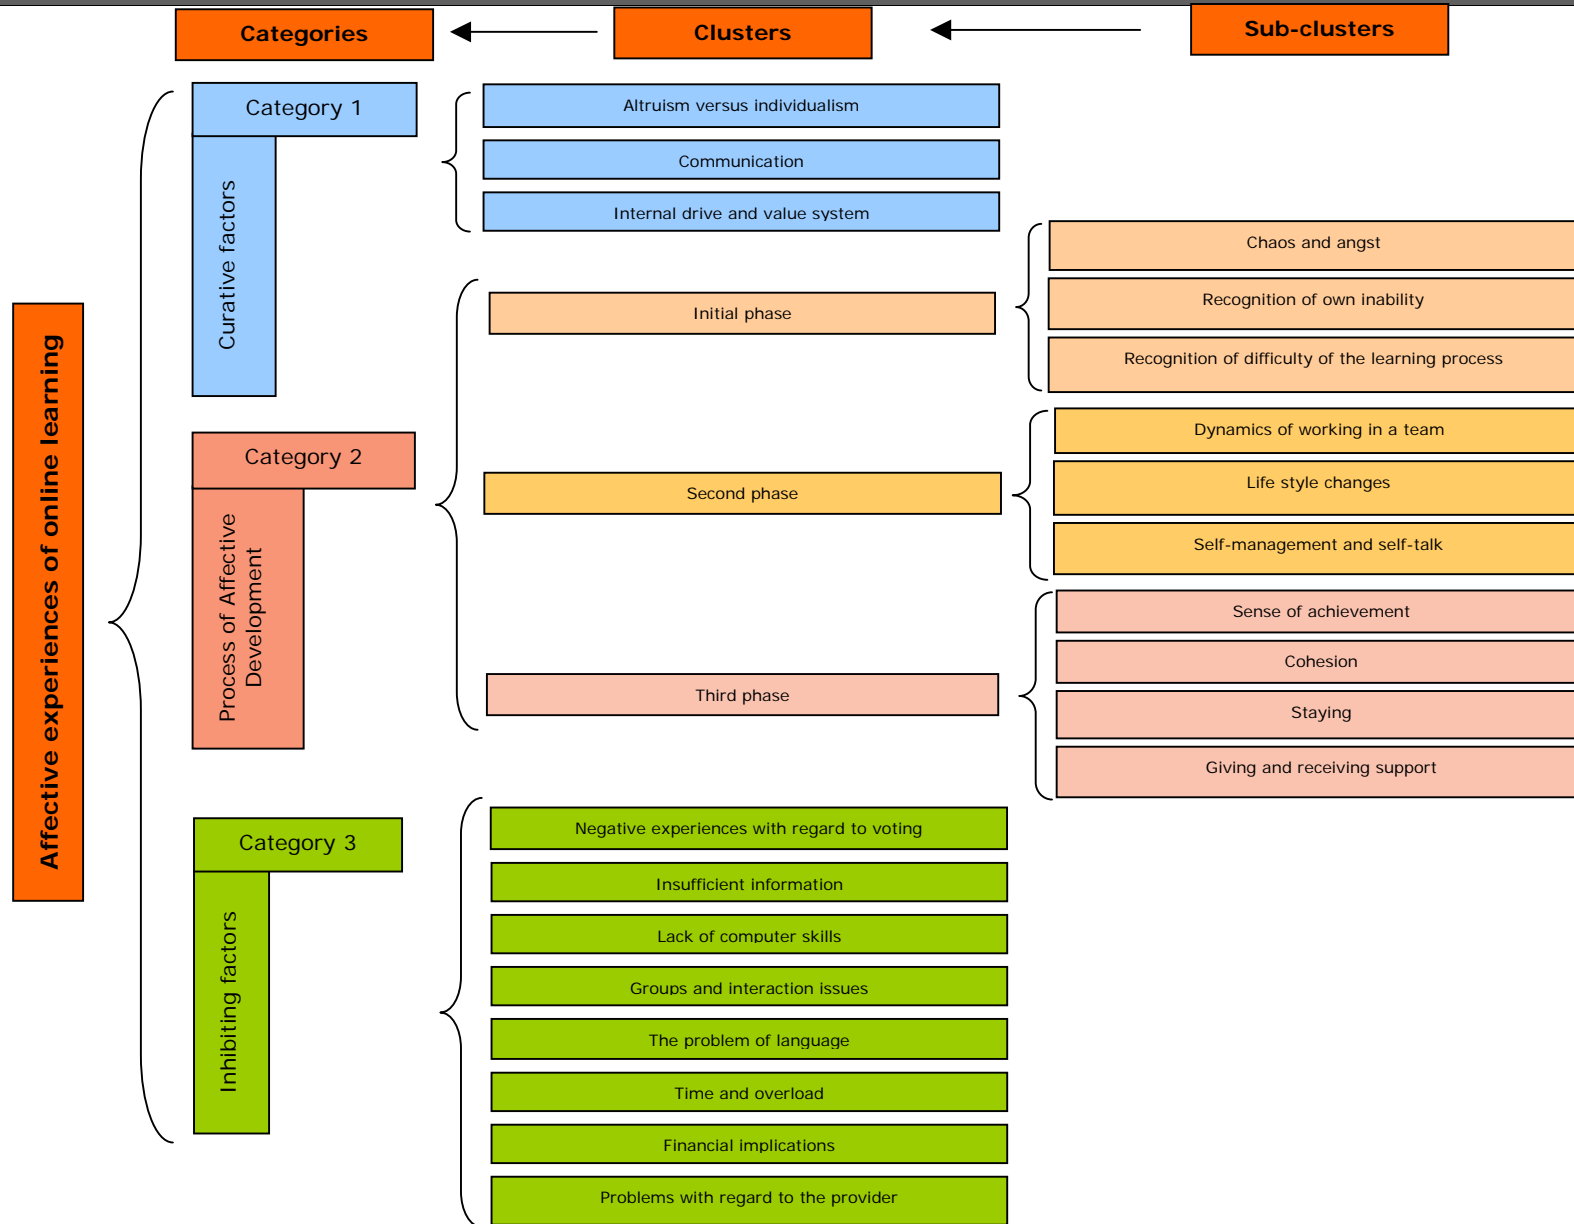 Categories
Clusters
Sub-clusters
Affective experiences of online learning
Category 1
Curative factors
Altruism versus individualism
Communication
Internal drive and value system
Category 2
Process of Affective
Development
Initial phase
Chaos and angst
Recognition of own inability
Recognition of difficulty of the learning process
Second phase
Dynamics of working in a team
Life style changes
Self-management and self-talk
Third phase
Sense of achievement
Cohesion
Staying
Giving and receiving support
Category 3
Inhibiting factors
Negative experiences with regard to voting
Insufficient information
Lack of computer skills
Groups and interaction issues
The problem of language
Time and overload
Financial implications
Problems with regard to the provider